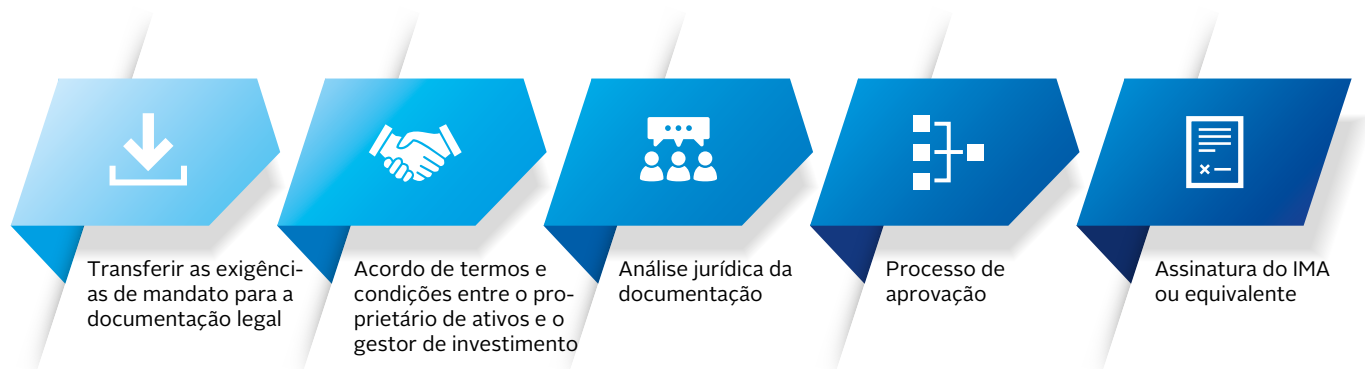 Transferir as exigênci-
as de mandato para a
documentação legal
Acordo de termos e
condições entre o pro-
prietário de ativos e o
gestor de investimento
Análise jurídica da
documentação
Processo de
aprovação
Assinatura do IMA
ou equivalente